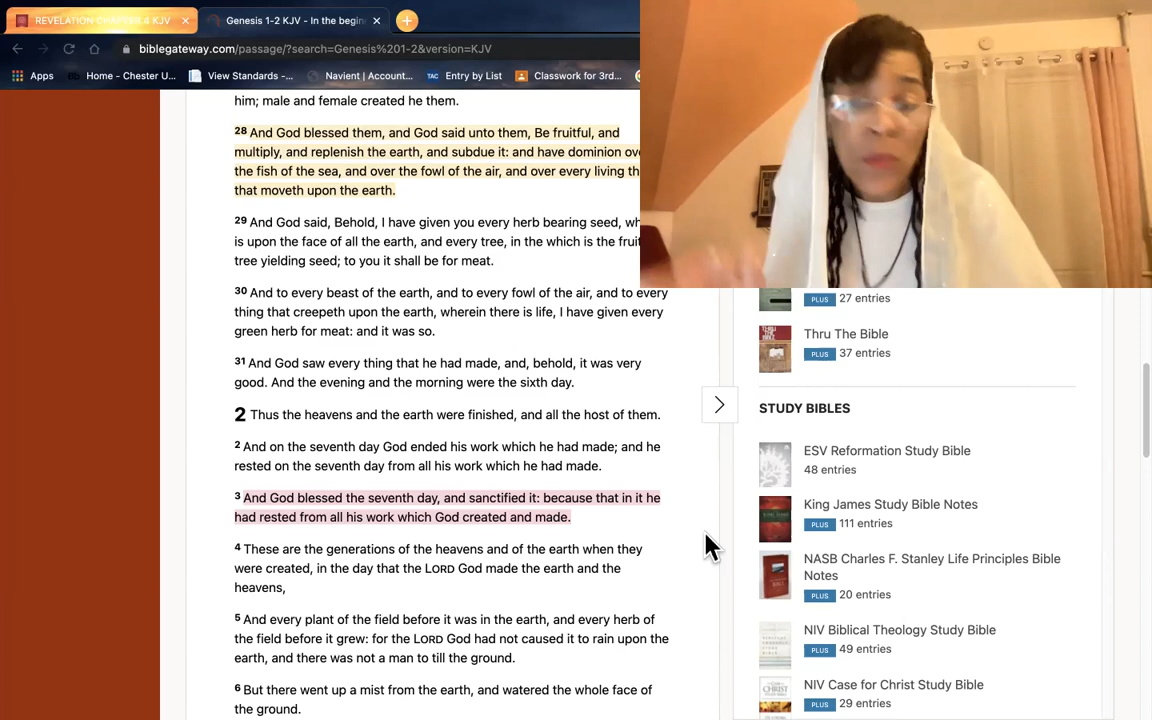 REVELATION CHAPTER 4 KJV
Genesis 1-2 KJV - In the begin
biblegateway.com/passage/?search=Genesis%201-2&version=KJV
Apps
Home - Chester U...
View Standards -...
Navient | Account...
TAC
Entry by List
Classwork for 3rd...
him; male and female created he them.
28 And God blessed them, and God said unto them, Be fruitful, and
multiply, and replenish the earth, and subdue it: and have dominion ov
the fish of the sea, and over the fowl of the air, and over every living th
that moveth upon the earth.
29 And God said, Behold, I have given you every herb bearing seed, wh
is upon the face of all the earth, and every tree, in the which is the fruit
tree yielding seed; to you it shall be for meat.
30 And to every beast of the earth, and to every fowl of the air, and to every
thing that creepeth upon the earth, wherein there is life, I have given every
green herb for meat: and it was so.
31 And God saw every thing that he had made, and, behold, it was very
good. And the evening and the morning were the sixth day.
2 Thus the heavens and the earth were finished, and all the host of them.
2 And on the seventh day God ended his work which he had made; and he
rested on the seventh day from all his work which he had made.
3 And God blessed the seventh day, and sanctified it: because that in it he
had rested from all his work which God created and made.
4 These are the generations of the heavens and of the earth when they
were created, in the day that the LORD God made the earth and the
heavens,
5 And every plant of the field before it was in the earth, and every herb of
the field before it grew: for the LORD God had not caused it to rain upon the
earth, and there was not a man to till the ground.
6 But there went up a mist from the earth, and watered the whole face of
the ground.
PLUS 27 entries
Thru The Bible
PLUS 37 entries
STUDY BIBLES
ESV Reformation Study Bible
48 entries
King James Study Bible Notes
PLUS 111 entries
NASB Charles F. Stanley Life Principles Bible
Notes
PLUS 20 entries
NIV Biblical Theology Study Bible
PLUS 49 entries
NIV Case for Christ Study Bible
PLUS 29 entries